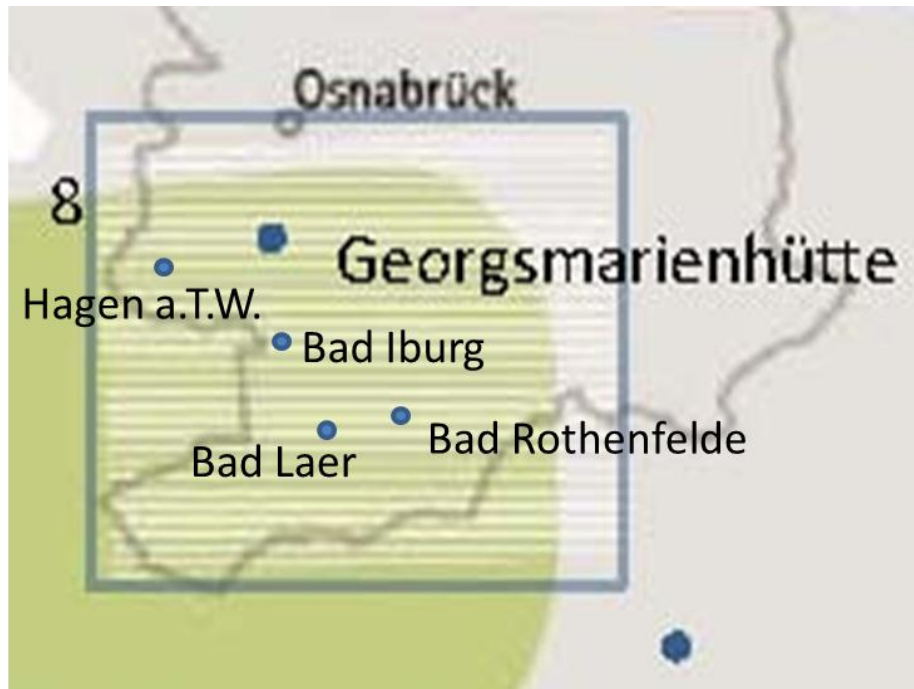 Osnabrück
8
Georgsmarienhütte
Hagen a.T.W.
Bad Iburg
Bad Rothenfelde
Bad Laer